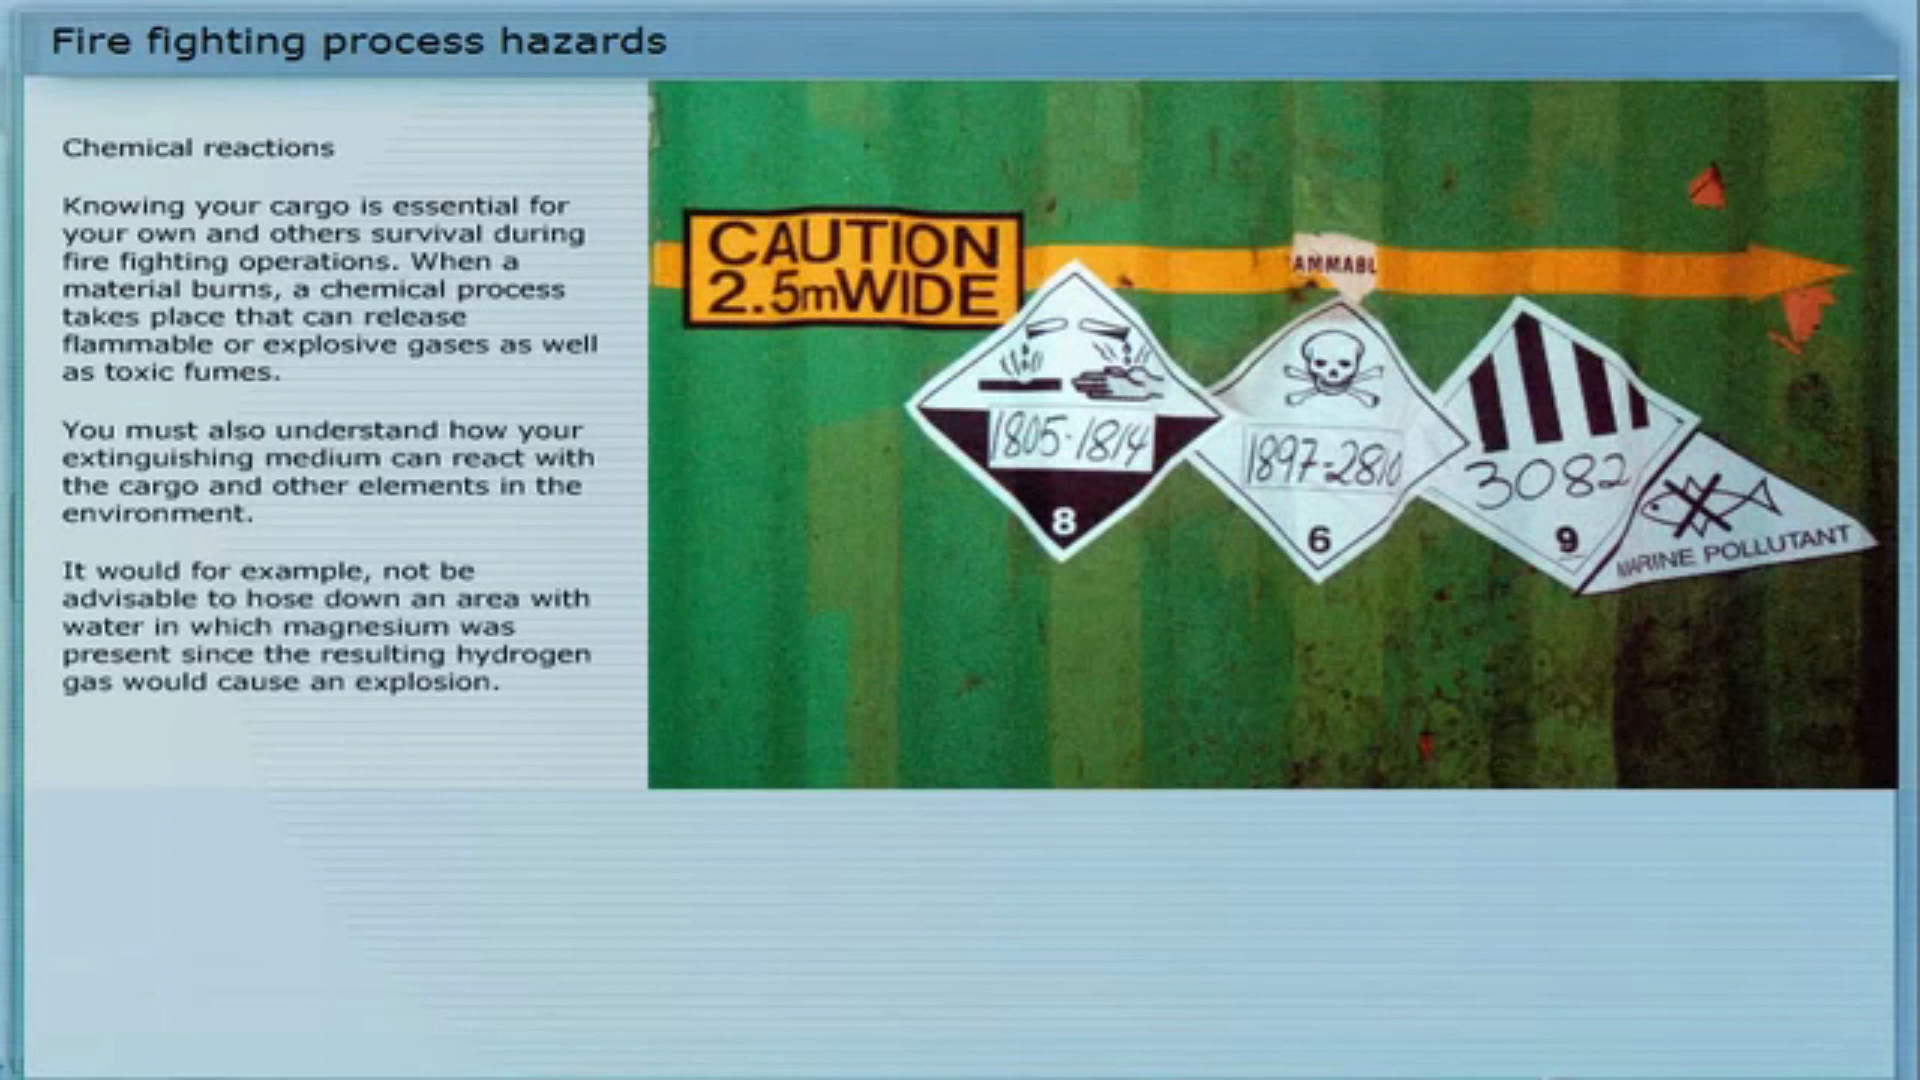 Fire fighting process hazards
Chemical reactions
Knowing your cargo is essential for
your own and others survival during
fire fighting operations. When a
material burns, a chemical process
takes place that can release
flammable or explosive gases as well
as toxic fumes.
You must also understand how your
extinguishing medium can react with
the cargo and other elements in the
environment.
It would for example, not be
advisable to hose down an area with
water in which magnesium was
present since the resulting hydrogen
gas would cause an explosion.
CAUTION
2.5mWIDE
AMMABL
1805-1814
8
1897-2810
6
3082
9
MARINE POLLUTANT